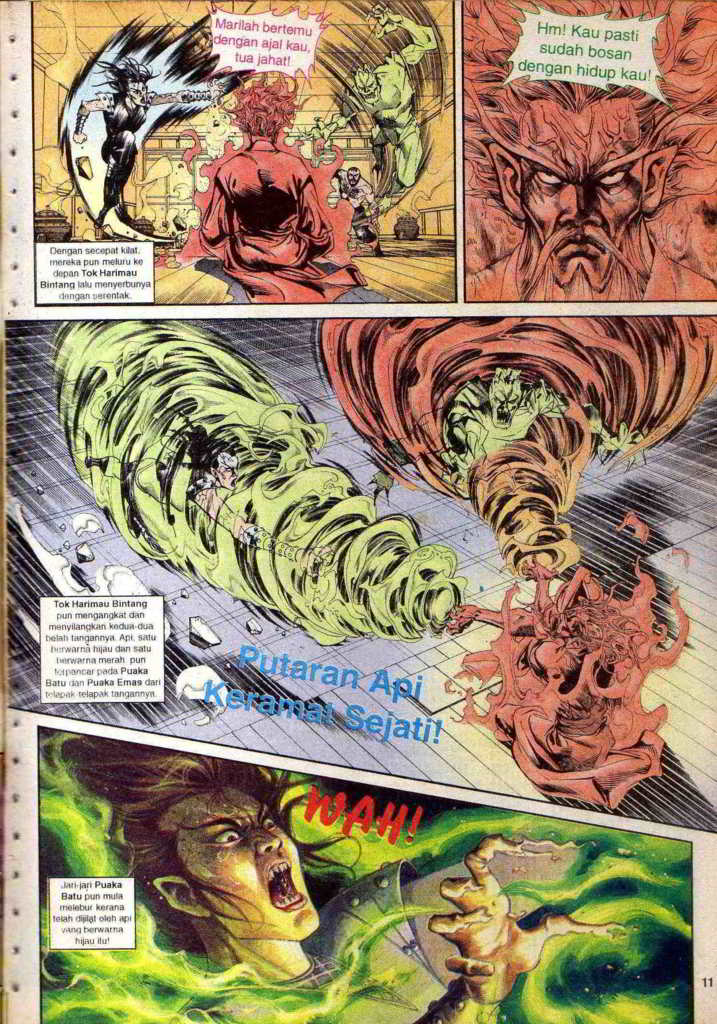 Marilah bertemu
dengan ajal kau,
tua jahat!
Hm! Kau pasti
sudah bosan
dengan hidup kau!
Dengan secepat kilat,
mereka pun meluru ke
depan Tok Harimau
Bintang lalu menyerbunya
dengan serentak.
Tok Harimau Bintang
pun mengangkat dan
menyilangkan kedua-dua
belah tangannya. Api, satu
berwarna hijau dan satu
berwarna merah pun
terpancar pada Puaka
Batu dan Puaka Emas dari
telapak-telapak tangannya.
Putaran Api
Keramat Sejati!
WAH!
Jari-jari Puaka
Batu pun mula
melebur kerana
telah dijilat oleh api
yang berwarna
hijau itu!
11